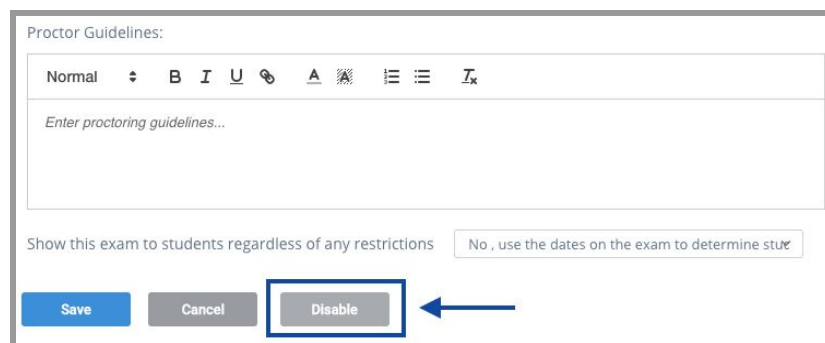 Proctor Guidelines:
Normal B I U A A Tx
Enter proctoring guidelines...
Show this exam to students regardless of any restrictions No , use the dates on the exam to determine
Save Cancel Disable